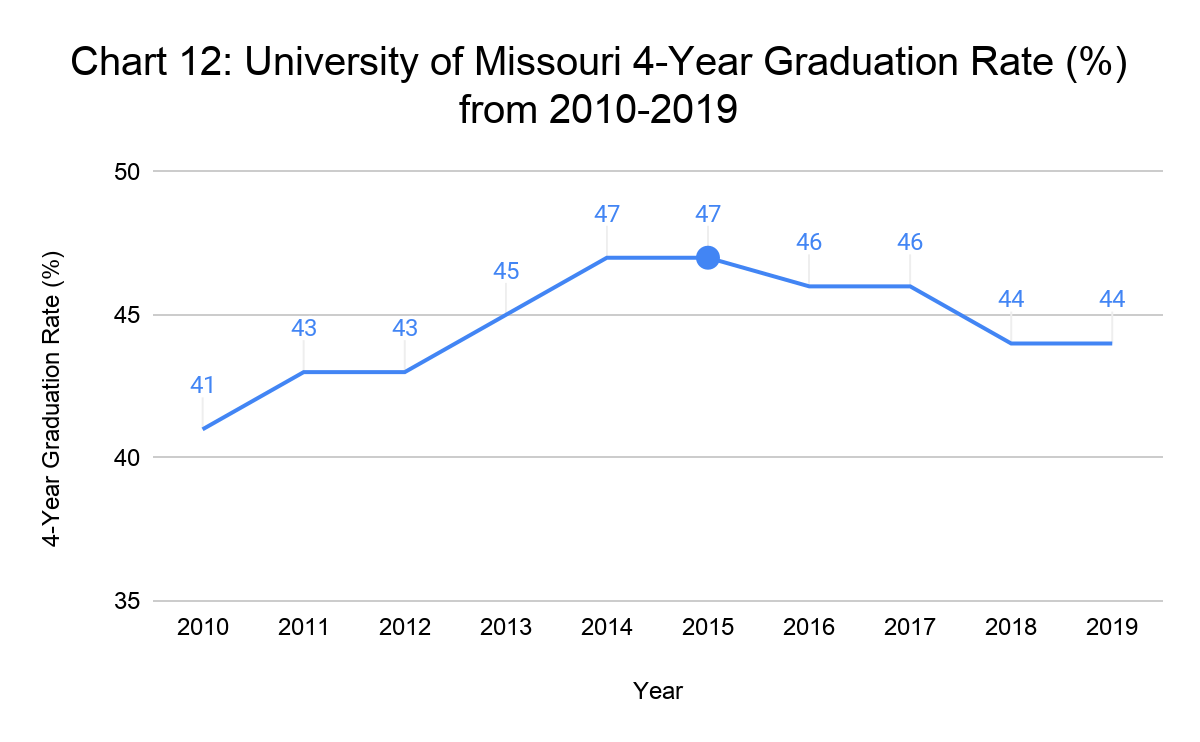 Chart 12: University of Missouri 4-Year Graduation Rate (%)
from 2010-2019
4-Year Graduation Rate (%)
50
45
40
35
41
43
43
45
47
47
46
46
44
44
2010 2011 2012 2013 2014 2015 2016 2017 2018 2019
Year